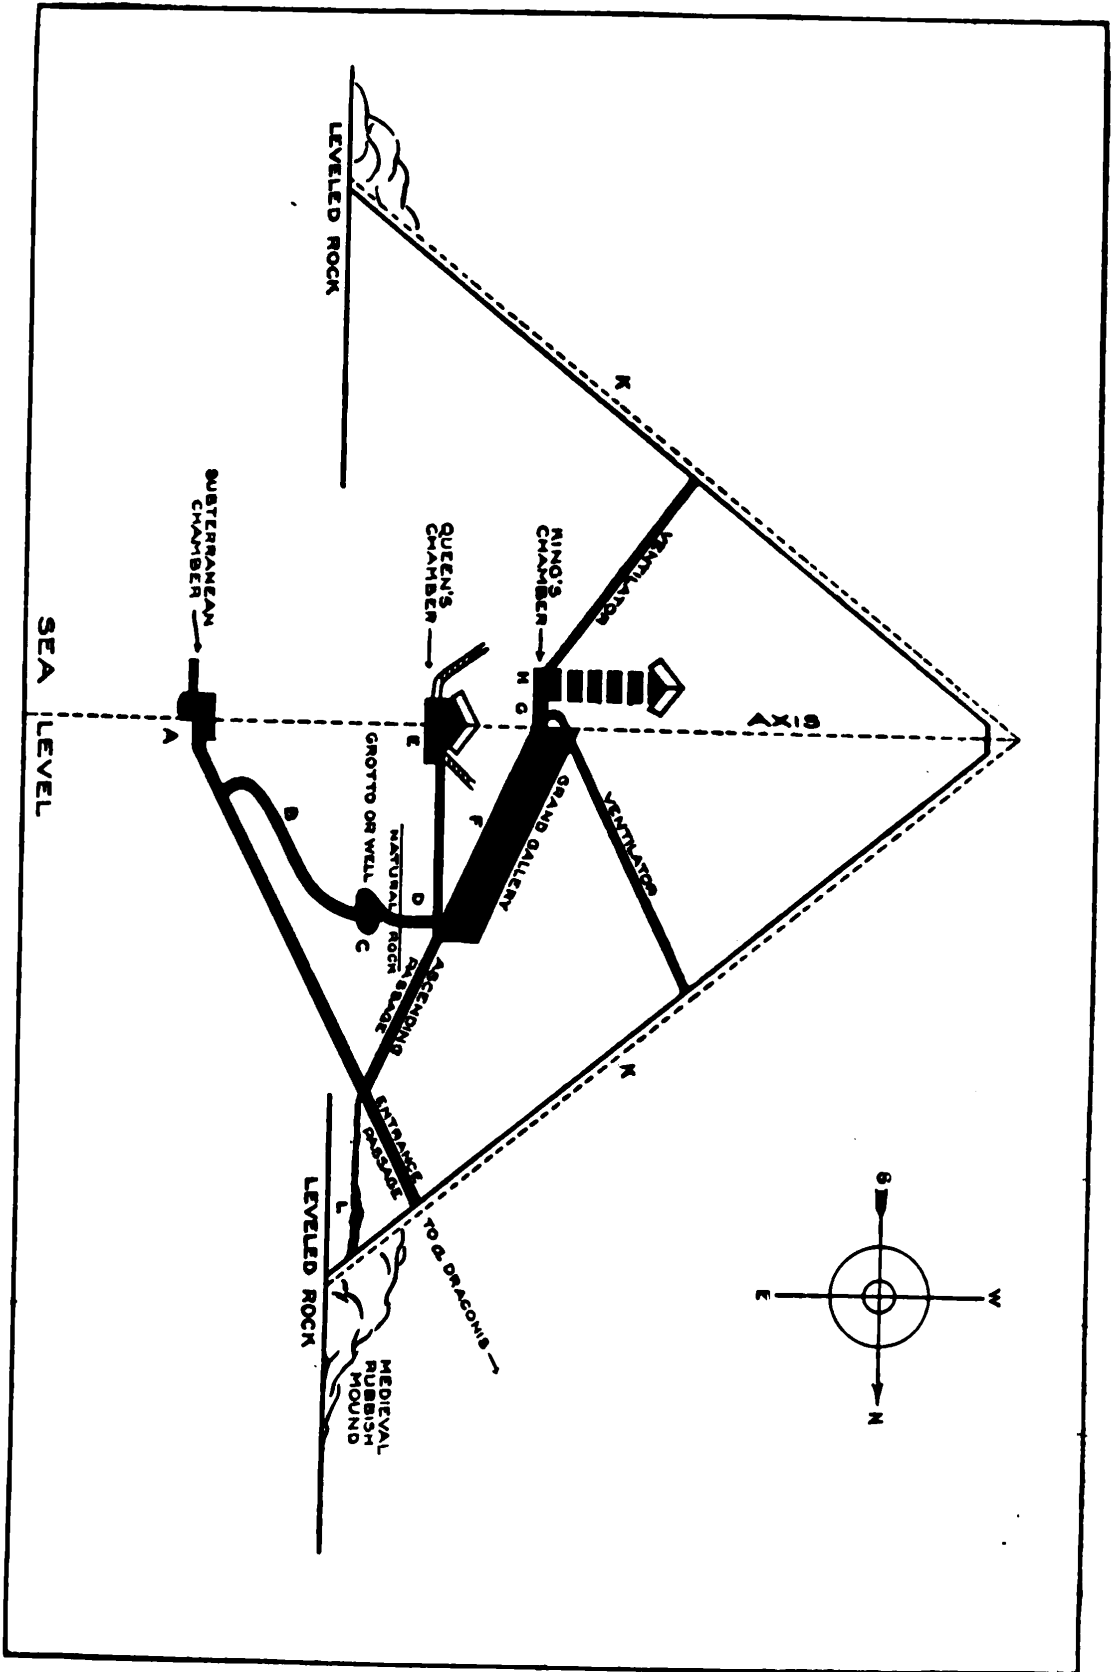 AXIS
K
K
VENTILATOR
VENTILATOR
KING'S
CHAMBER
H
G
GRAND GALLERY
F
QUEEN'S
CHAMBER
E
D
GROTTO OR WELL
NATURAL ROCK
C
B
ASCENDING
PASSAGE
ENTRANCE
PASSAGE
TO α DRACONIS
L
LEVELED ROCK
LEVELED ROCK
MEDIEVAL
RUBBISH
MOUND
SUBTERRANEAN
CHAMBER
A
SEA LEVEL
W
S
N
E